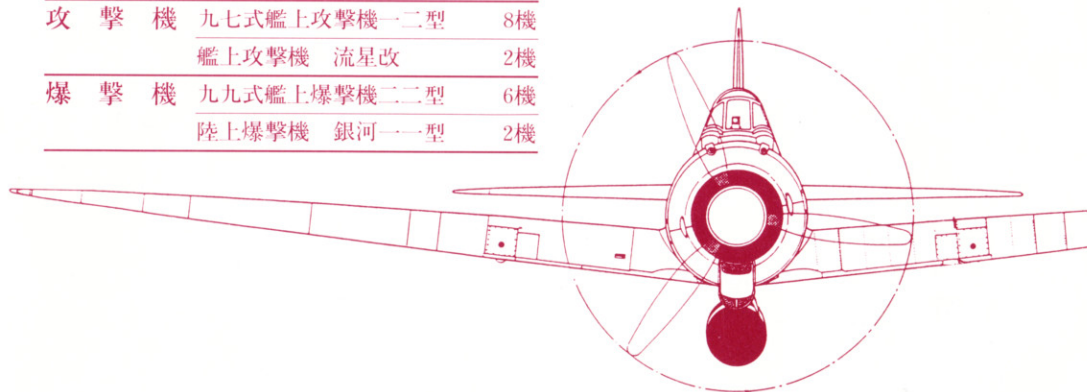 攻撃機 九七式艦上攻撃機一二型 8機
艦上攻撃機 流星改 2機
爆撃機 九九式艦上爆撃機二二型 6機
陸上爆撃機 銀河一一型 2機